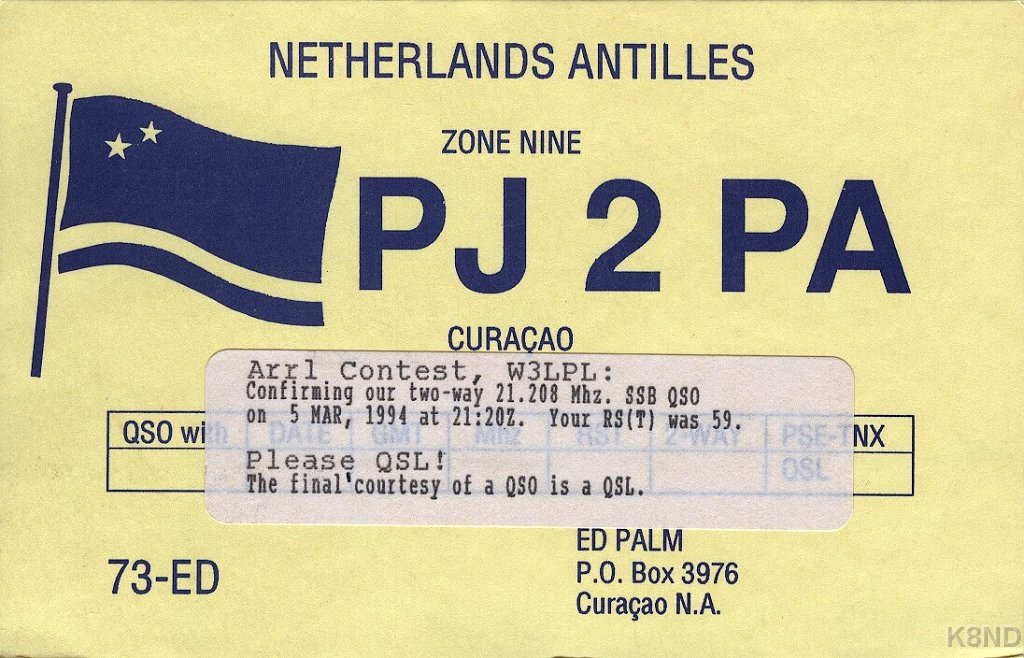 NETHERLANDS ANTILLES
ZONE NINE
PJ 2 PA
CURAÇAO
Arrl Contest, W3LPL:
Confirming our two-way 21.208 Mhz. SSB QSO
on 5 MAR, 1994 at 21:20Z. Your RS(T) was 59.
QSO with DATE GMT Mhz RST 2-WAY PSE-TNX
QSL
Please QSL!
The final courtesy of a QSO is a QSL.
73-ED
ED PALM
P.O. Box 3976
Curaçao N.A.
K8ND